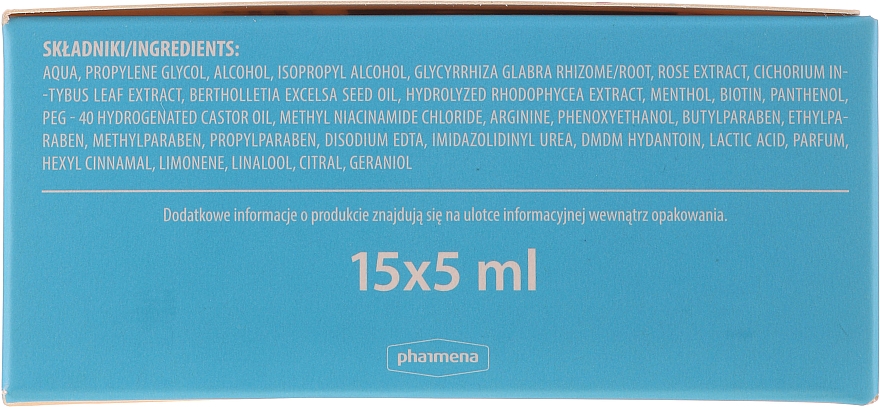 SKŁADNIKI/INGREDIENTS:
AQUA, PROPYLENE GLYCOL, ALCOHOL, ISOPROPYL ALCOHOL, GLYCYRRHIZA GLABRA RHIZOME/ROOT, ROSE EXTRACT, CICHORIUM IN-
-TYBUS LEAF EXTRACT, BERTHOLLETIA EXCELSA SEED OIL, HYDROLYZED RHODOPHYCEA EXTRACT, MENTHOL, BIOTIN, PANTHENOL,
PEG - 40 HYDROGENATED CASTOR OIL, METHYL NIACINAMIDE CHLORIDE, ARGININE, PHENOXYETHANOL, BUTYLPARABEN, ETHYLPA-
RABEN, METHYLPARABEN, PROPYLPARABEN, DISODIUM EDTA, IMIDAZOLIDINYL UREA, DMDM HYDANTOIN, LACTIC ACID, PARFUM,
HEXYL CINNAMAL, LIMONENE, LINALOOL, CITRAL, GERANIOL
Dodatkowe informacje o produkcie znajdują się na ulotce informacyjnej wewnątrz opakowania.
15x5 ml
pharmena